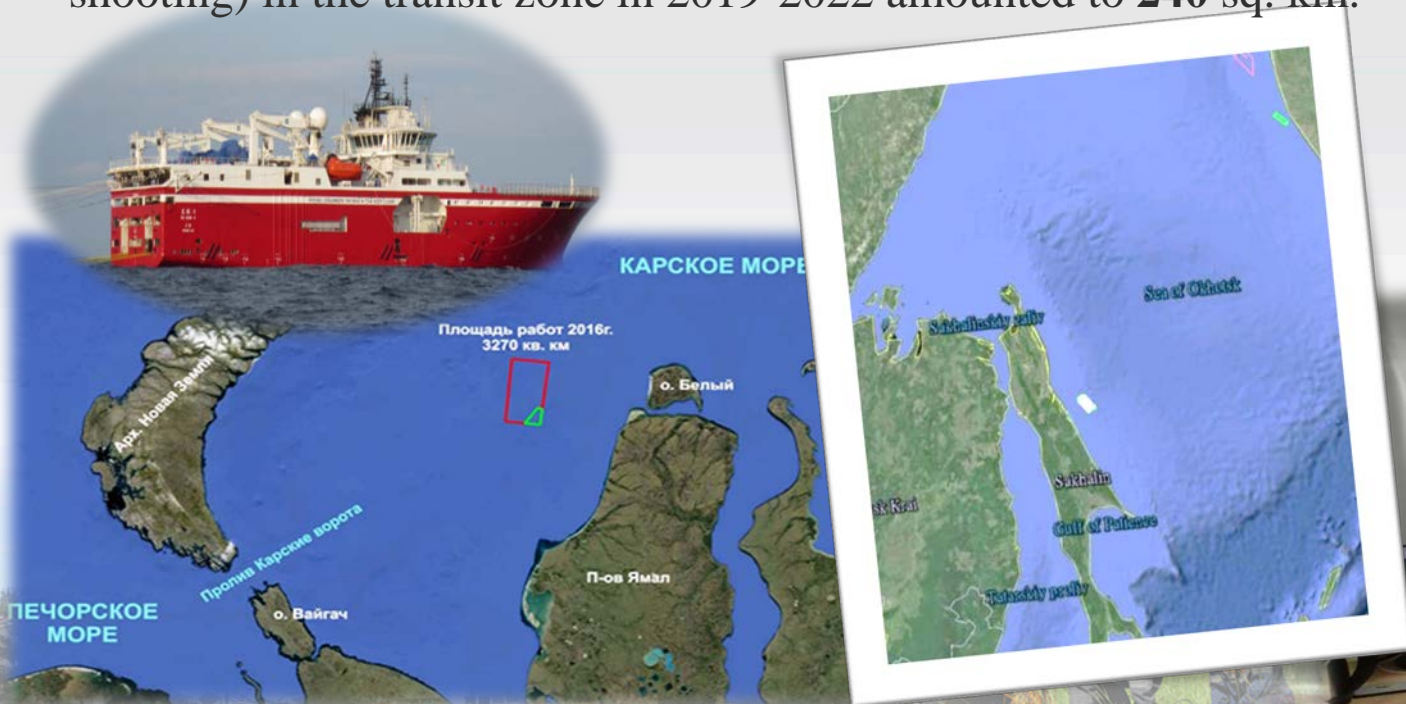 shooting) in the transit zone in 2019-2022 amounted to 240 sq. km.
КАРСКОЕ МОРЕ
Площадь работ 2016г.
3270 кв. км
о. Белый
Арх. Новая Земля
Пролив Карские ворота
о. Вайгач
П-ов Ямал
ПЕЧОРСКОЕ
МОРЕ
Sea of Okhotsk
Sakhalinskiy zaliv
Sakhalin
sk Krai
Gulf of Patience
Tatarskiy proliv